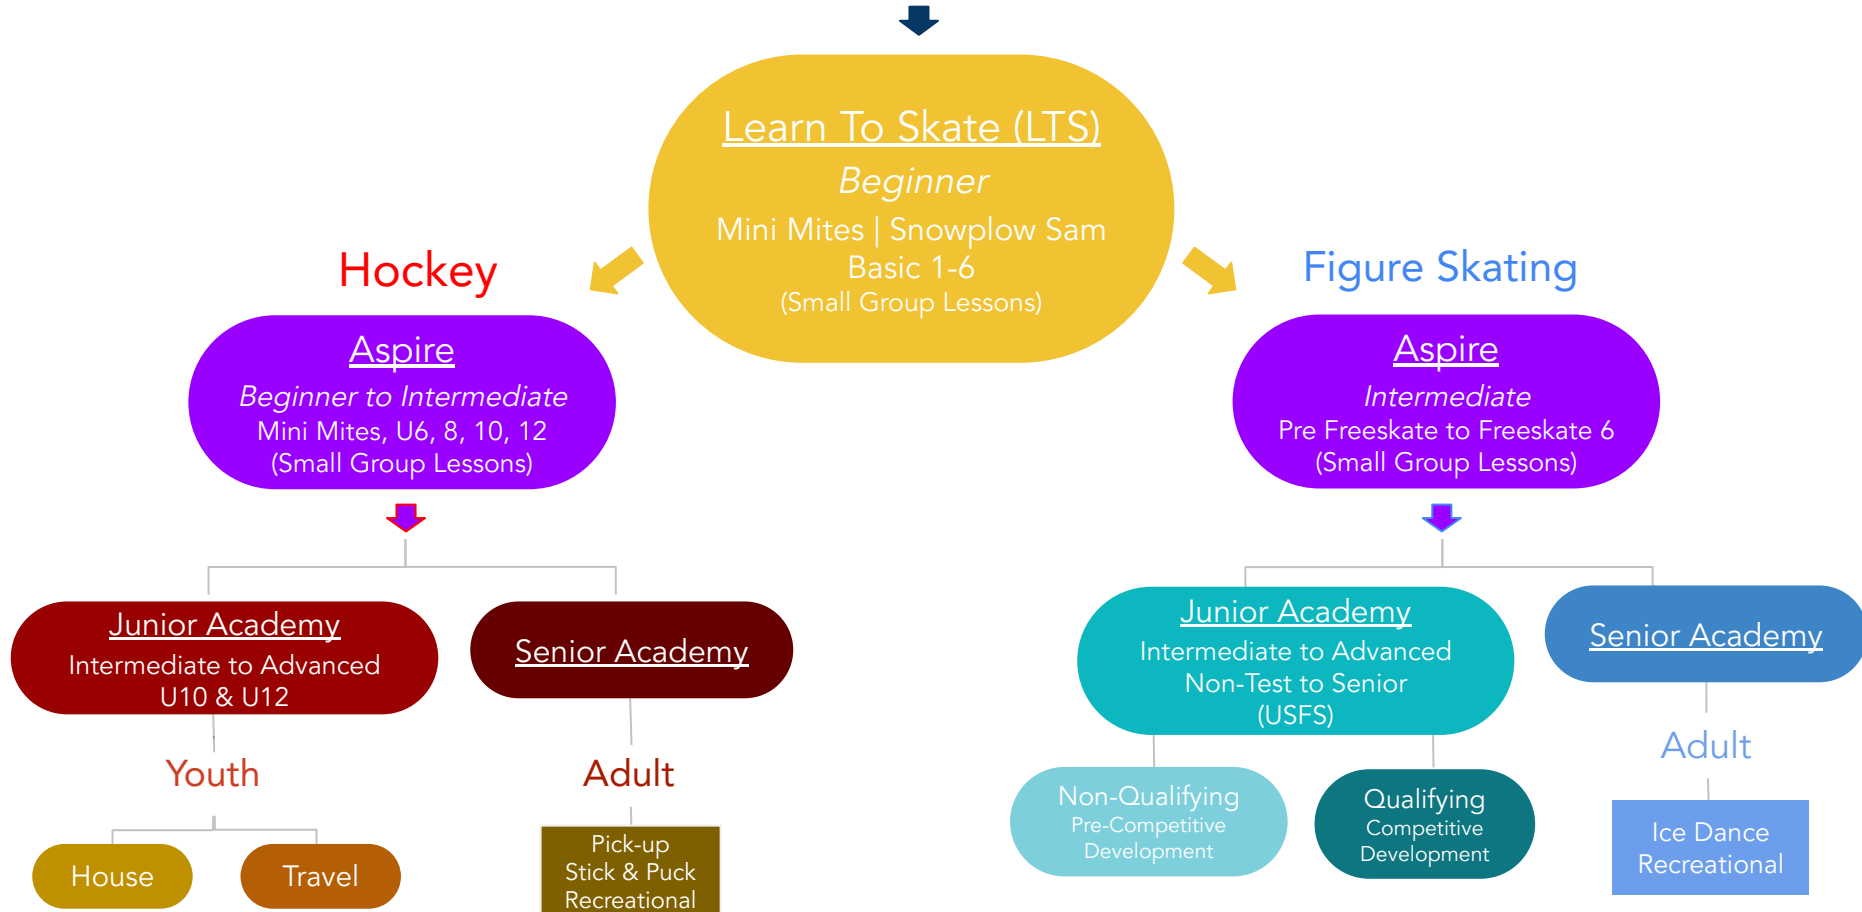 Learn To Skate (LTS)
Beginner
Mini Mites | Snowplow Sam
Basic 1-6
(Small Group Lessons)
Hockey
Figure Skating
Aspire
Beginner to Intermediate
Mini Mites, U6, 8, 10, 12
(Small Group Lessons)
Aspire
Intermediate
Pre Freeskate to Freeskate 6
(Small Group Lessons)
Junior Academy
Intermediate to Advanced
U10 & U12
Senior Academy
Junior Academy
Intermediate to Advanced
Non-Test to Senior
(USFS)
Senior Academy
Youth
Adult
Adult
House
Travel
Pick-up
Stick & Puck
Recreational
Non-Qualifying
Pre-Competitive
Development
Qualifying
Competitive
Development
Ice Dance
Recreational